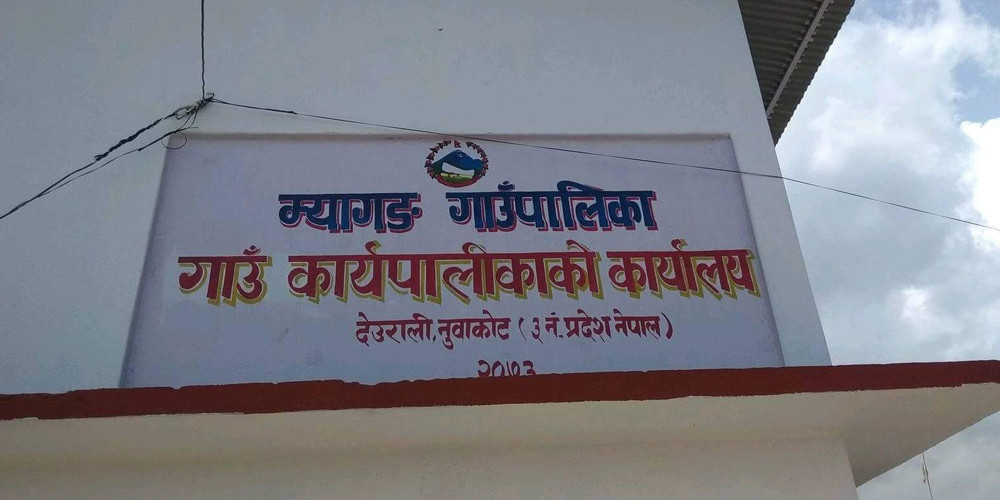 म्यागङ गाउँपालिका
गाउँ कार्यपालीकाको कार्यालय
देउराली, नुवाकोट (३ नं. प्रदेश नेपाल)
२०७३